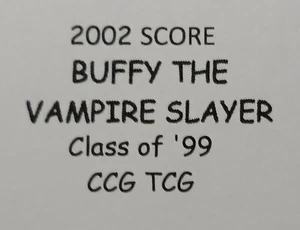 2002 SCORE
BUFFY THE
VAMPIRE SLAYER
Class of '99
CCG TCG